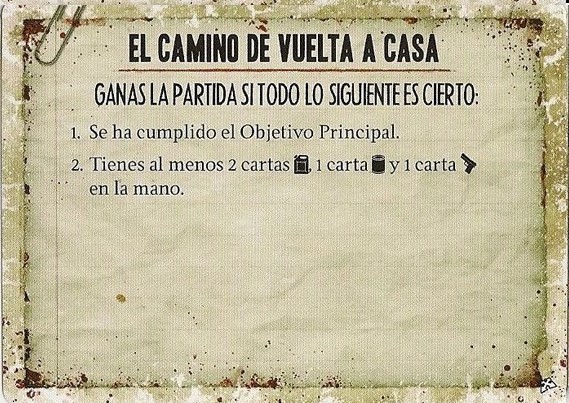 EL CAMINO DE VUELTA A CASA
GANAS LA PARTIDA SI TODO LO SIGUIENTE ES CIERTO:
1. Se ha cumplido el Objetivo Principal.
2. Tienes al menos 2 cartas , 1 carta y 1 carta
en la mano.